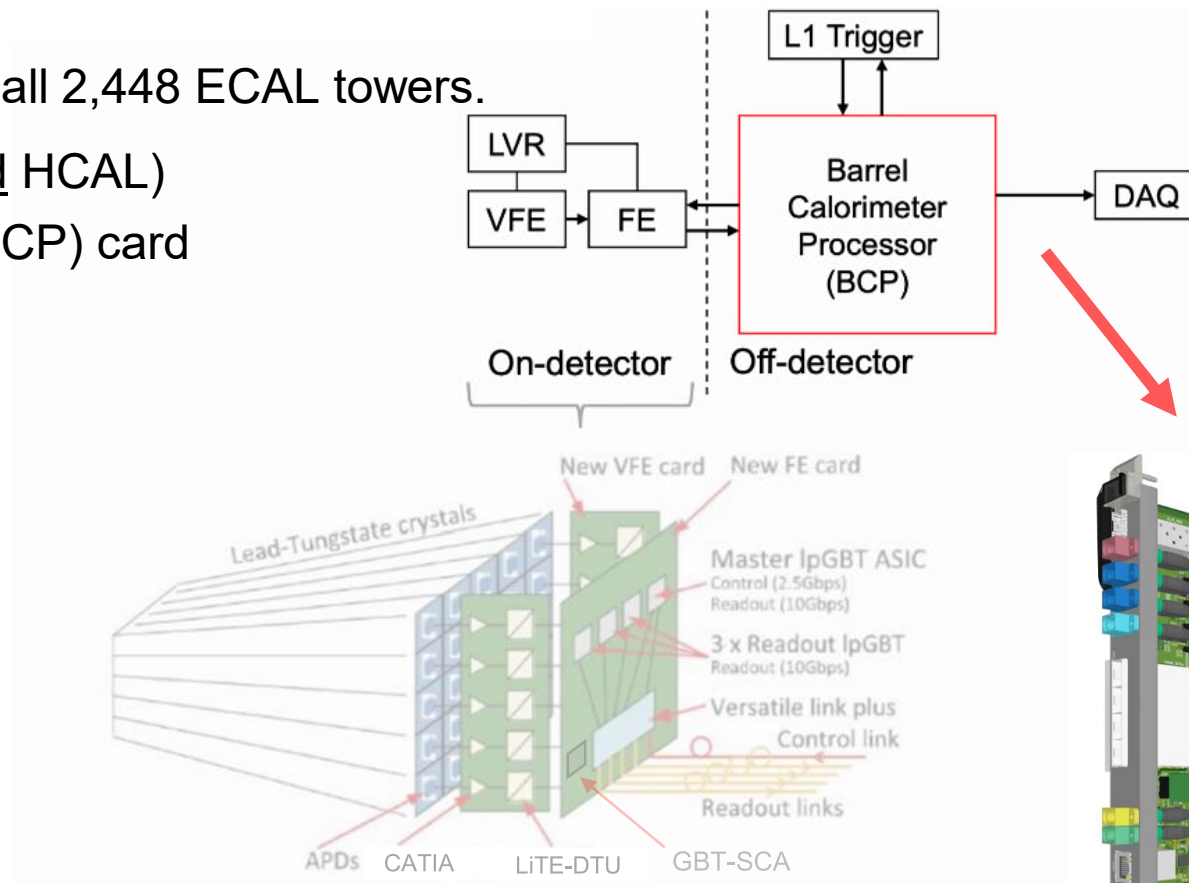 all 2,448 ECAL towers.
HCAL)
CP) card
L1 Trigger
LVR
VFE
FE
Barrel
Calorimeter
Processor
(BCP)
DAQ
On-detector
Off-detector
New VFE card
New FE card
Lead-Tungstate crystals
Master lpGBT ASIC
Control (2.5Gbps)
Readout (10Gbps)
3 x Readout lpGBT
Readout (10Gbps)
Versatile link plus
Control link
Readout links
APDs
CATIA
LiTE-DTU
GBT-SCA